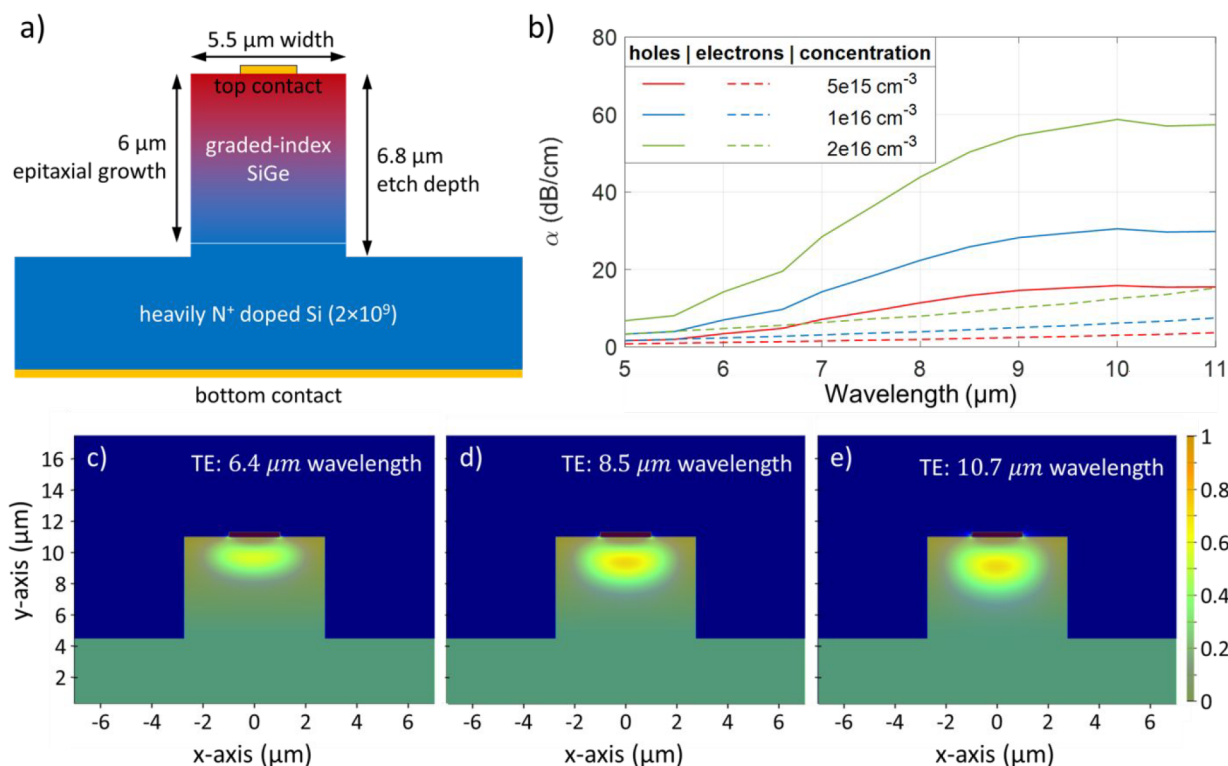 a)
5.5 µm width
top contact
6 µm
epitaxial growth
graded-index
SiGe
6.8 µm
etch depth
heavily N⁺ doped Si (2×10⁹)
bottom contact
b)
80
60
40
20
0
α (dB/cm)
holes | electrons | concentration
5e15 cm⁻³
1e16 cm⁻³
2e16 cm⁻³
5 6 7 8 9 10 11
Wavelength (µm)
c)
TE: 6.4 µm wavelength
d)
TE: 8.5 µm wavelength
e)
TE: 10.7 µm wavelength
16
14
12
10
8
6
4
2
y-axis (µm)
-6 -4 -2 0 2 4 6
x-axis (µm)
-6 -4 -2 0 2 4 6
x-axis (µm)
-6 -4 -2 0 2 4 6
x-axis (µm)
1
0.8
0.6
0.4
0.2
0